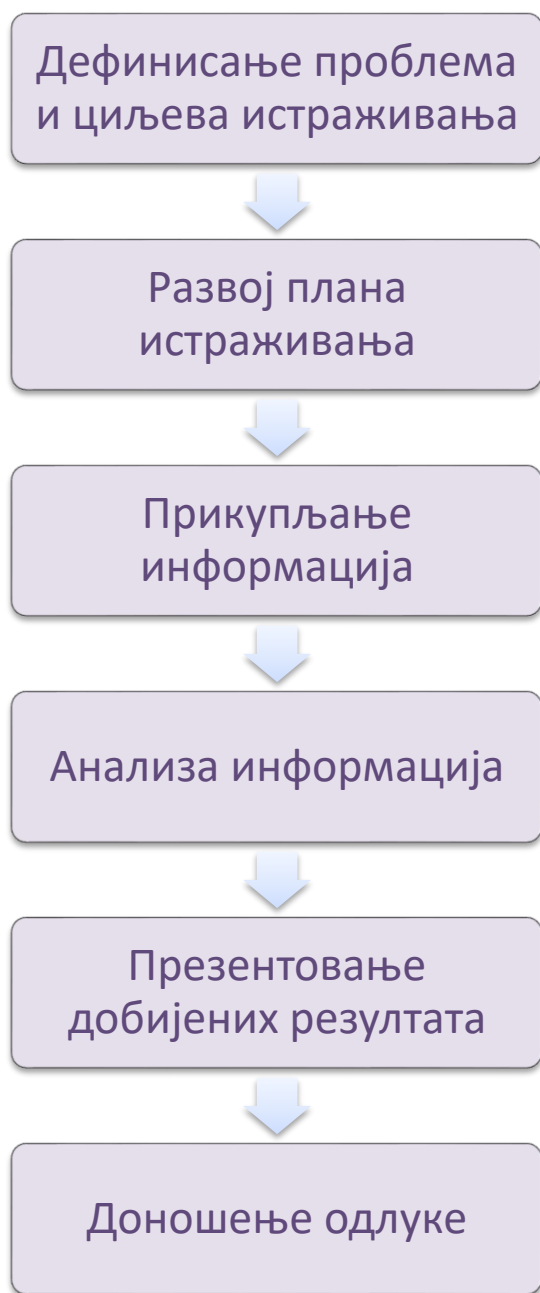 Дефинисање проблема
и циљева истраживања
Развој плана
истраживања
Прикупљање
информација
Анализа информација
Презентовање
добијених резултата
Доношење одлуке